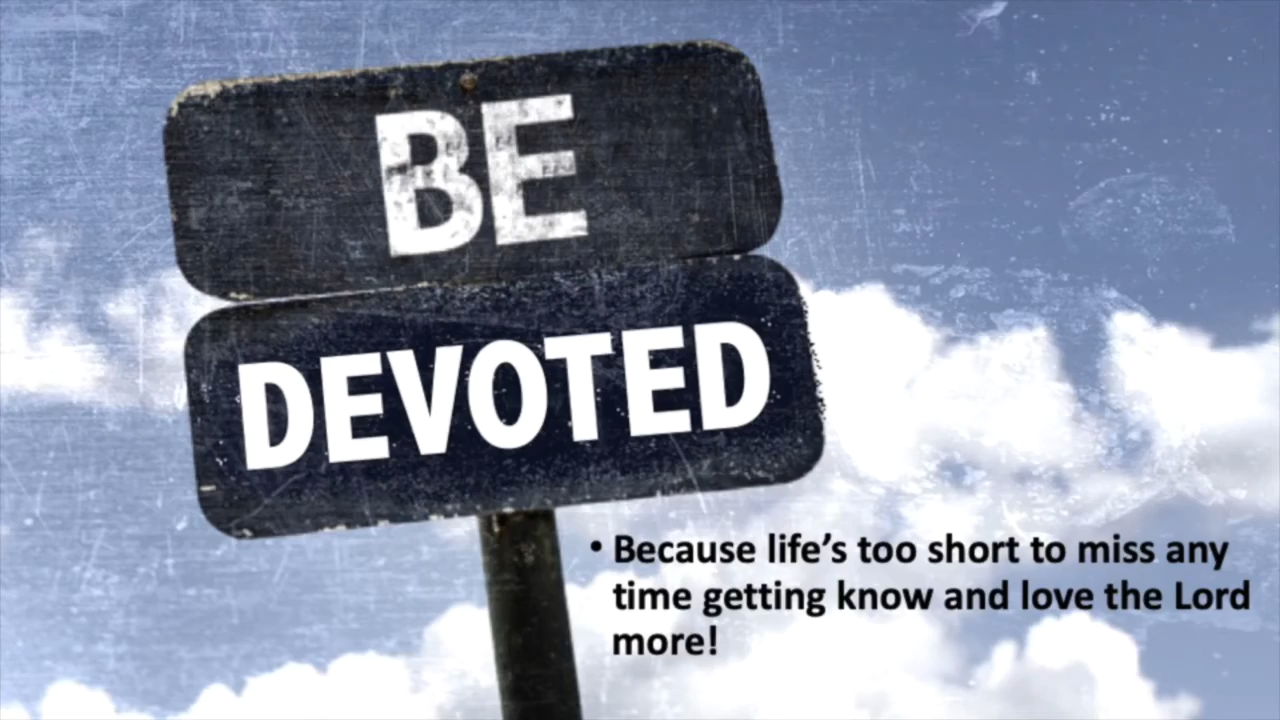 BE
DEVOTED
• Because life’s too short to miss any
time getting know and love the Lord
more!